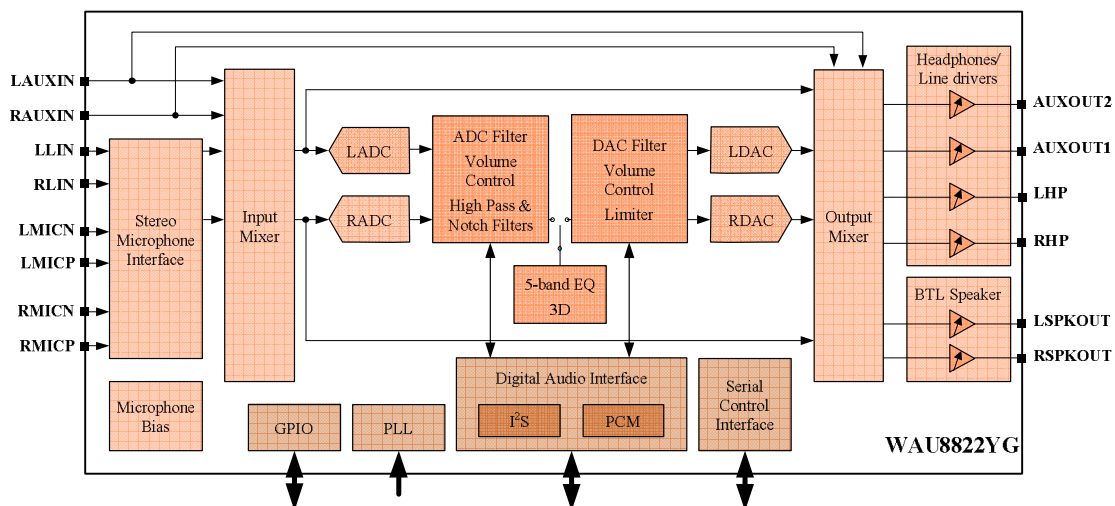 LAUXIN
RAUXIN
LLIN
RLIN
LMICN
LMICP
RMICN
RMICP
Stereo
Microphone
Interface
Microphone
Bias
Input
Mixer
LADC
RADC
ADC Filter
Volume
Control
High Pass &
Notch Filters
DAC Filter
Volume
Control
Limiter
5-band EQ
3D
LDAC
RDAC
Output
Mixer
Headphones/
Line drivers
BTL Speaker
AUXOUT2
AUXOUT1
LHP
RHP
LSPKOUT
RSPKOUT
GPIO
PLL
Digital Audio Interface
I²S
PCM
Serial
Control
Interface
WAU8822YG